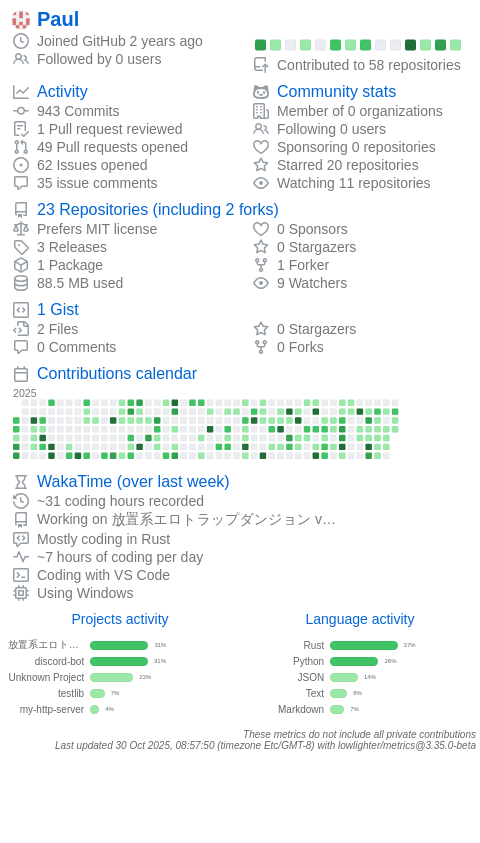 Paul
Joined GitHub 2 years ago
Followed by 0 users
Contributed to 58 repositories
Activity
943 Commits
1 Pull request reviewed
49 Pull requests opened
62 Issues opened
35 issue comments
Community stats
Member of 0 organizations
Following 0 users
Sponsoring 0 repositories
Starred 20 repositories
Watching 11 repositories
23 Repositories (including 2 forks)
Prefers MIT license
3 Releases
1 Package
88.5 MB used
0 Sponsors
0 Stargazers
1 Forker
9 Watchers
1 Gist
2 Files
0 Comments
0 Stargazers
0 Forks
Contributions calendar
2025
WakaTime (over last week)
~31 coding hours recorded
Working on 放置系エロトラップダンジョン v…
Mostly coding in Rust
~7 hours of coding per day
Coding with VS Code
Using Windows
Projects activity
放置系エロト… 31%
discord-bot 31%
Unknown Project 23%
testlib 7%
my-http-server 4%
Language activity
Rust 37%
Python 26%
JSON 14%
Text 8%
Markdown 7%
These metrics do not include all private contributions
Last updated 30 Oct 2025, 08:57:50 (timezone Etc/GMT-8) with lowlighter/metrics@3.35.0-beta